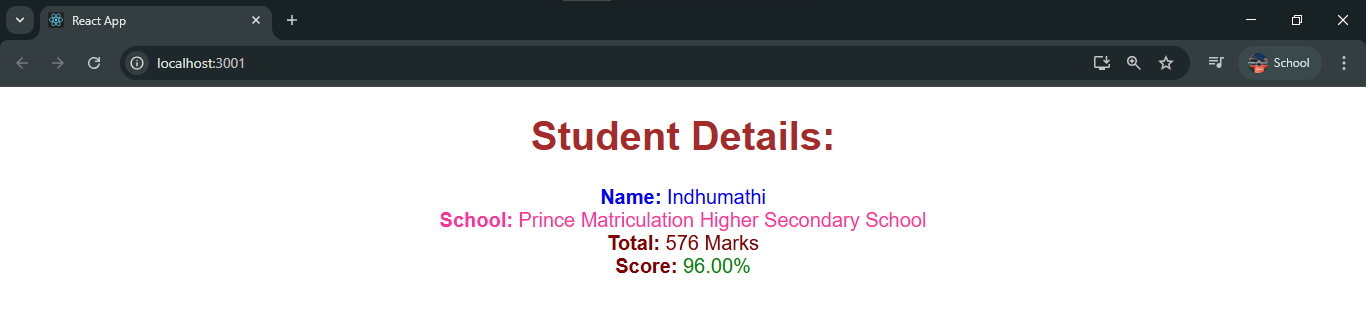 React App
localhost:3001
School
Student Details:
Name: Indhumathi
School: Prince Matriculation Higher Secondary School
Total: 576 Marks
Score: 96.00%